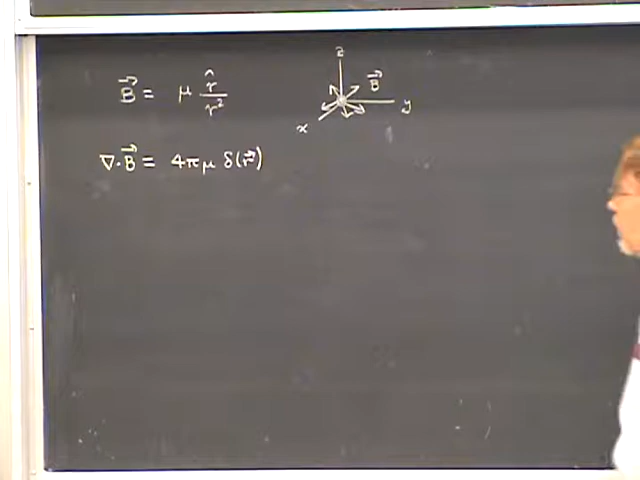 B⃗ = μ r̂/r²
z
B⃗
y
x
∇·B⃗ = 4πμ δ(r⃗)